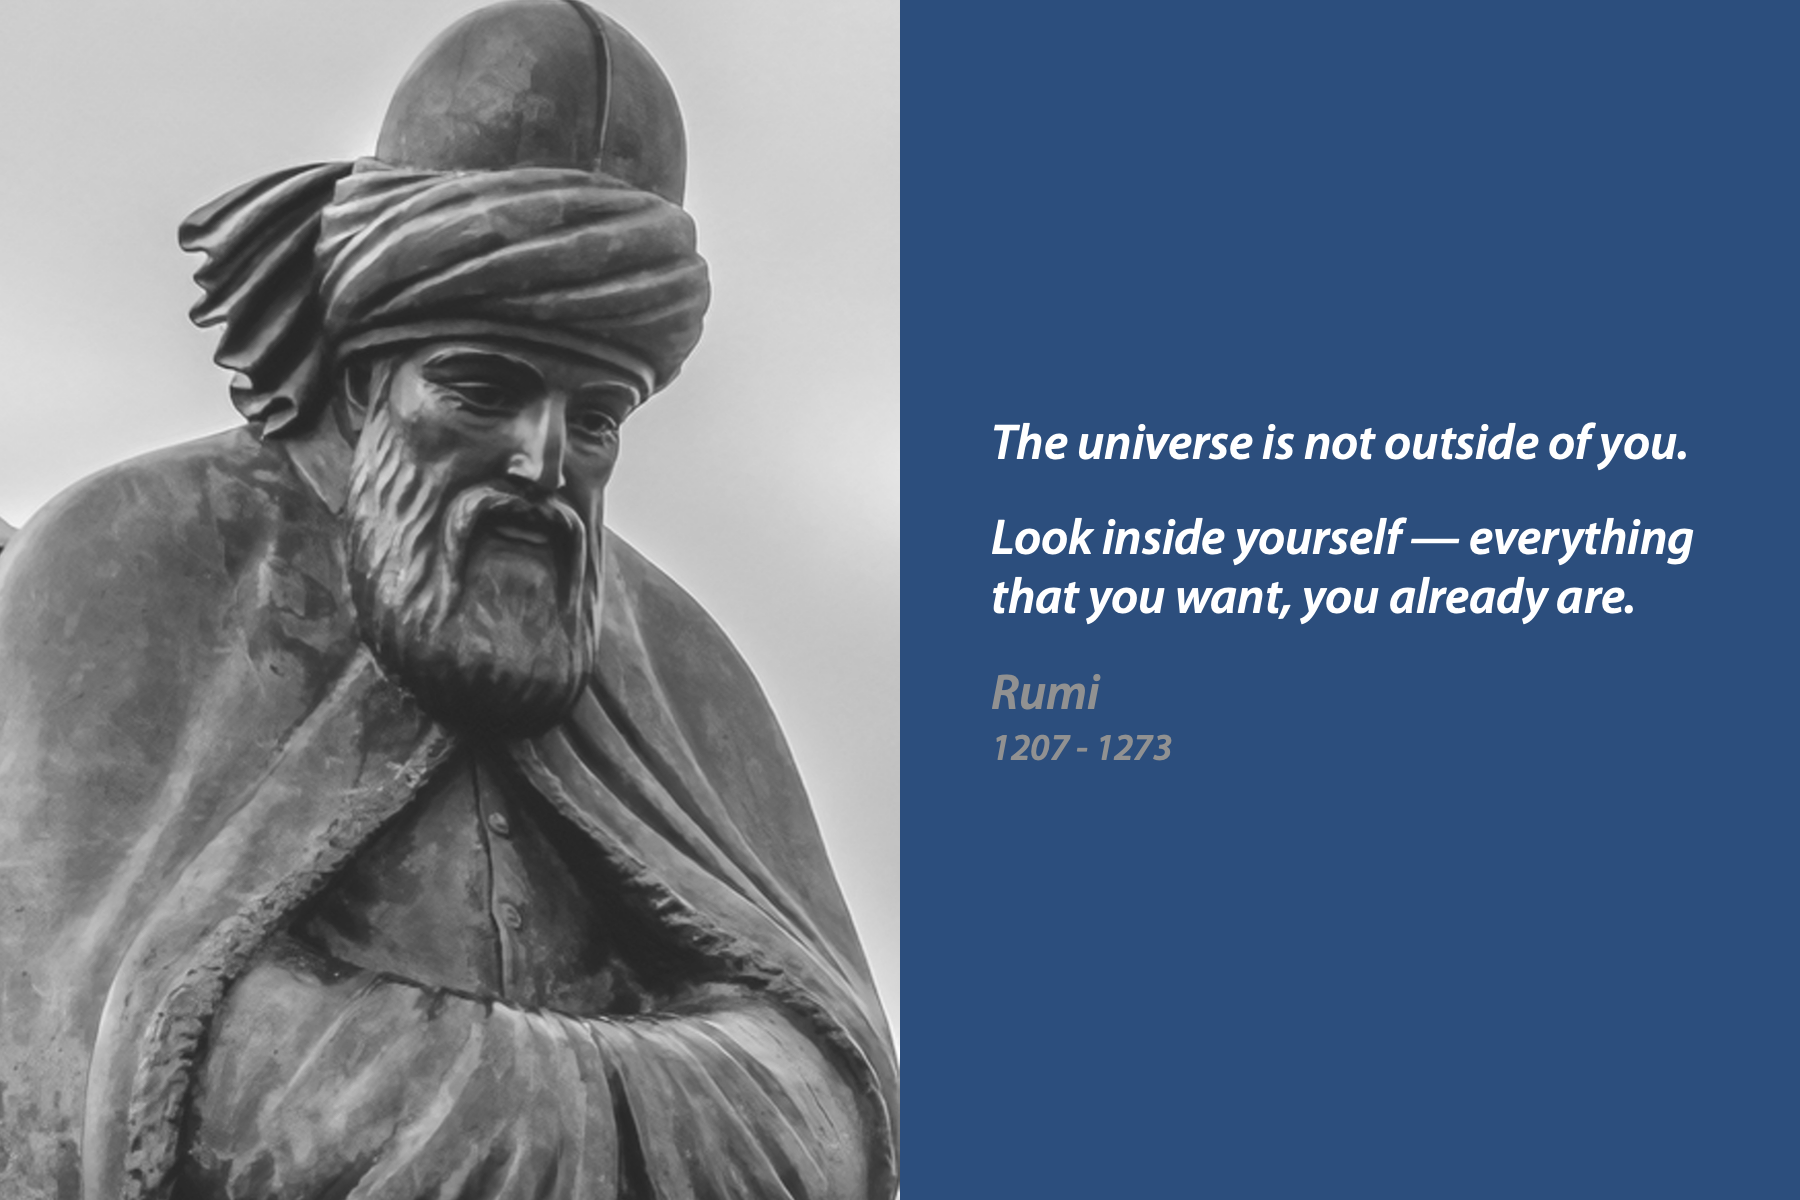 The universe is not outside of you.
Look inside yourself — everything
that you want, you already are.
Rumi
1207 - 1273